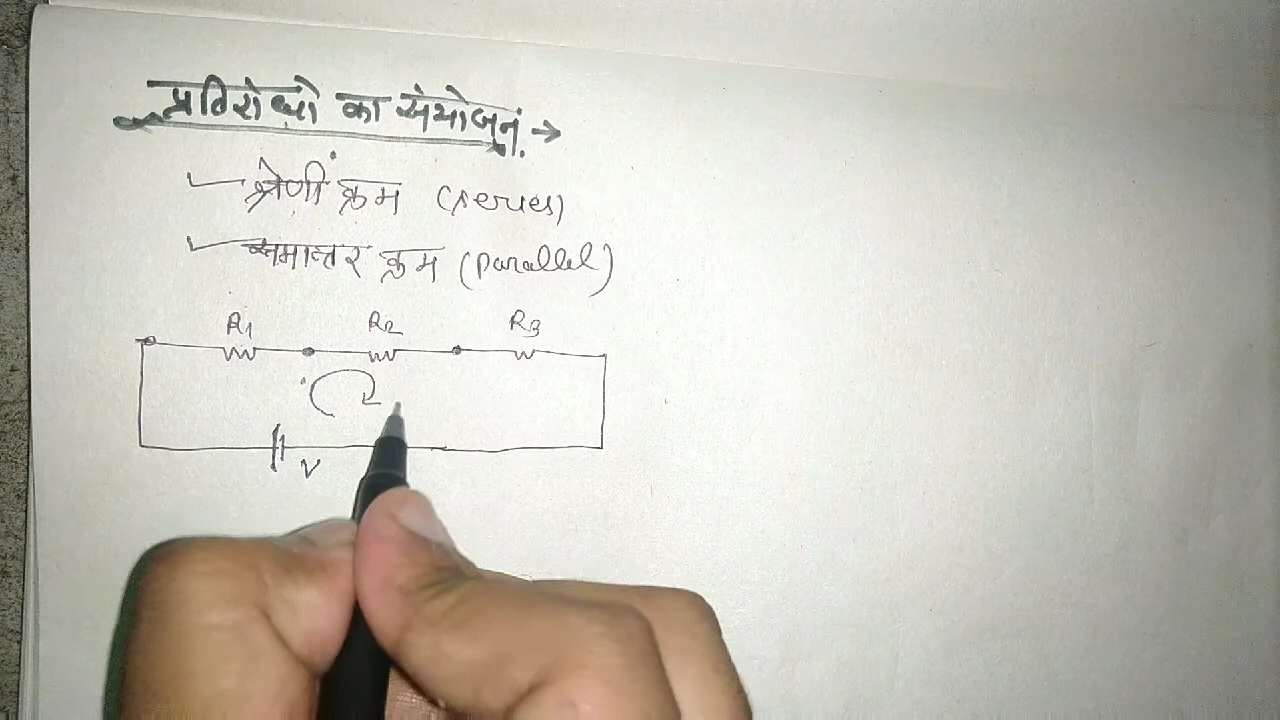 प्रतिरोधो का संयोजन →
श्रेणी क्रम (series)
समान्तर क्रम (parallel)
R1 R2 R3
V